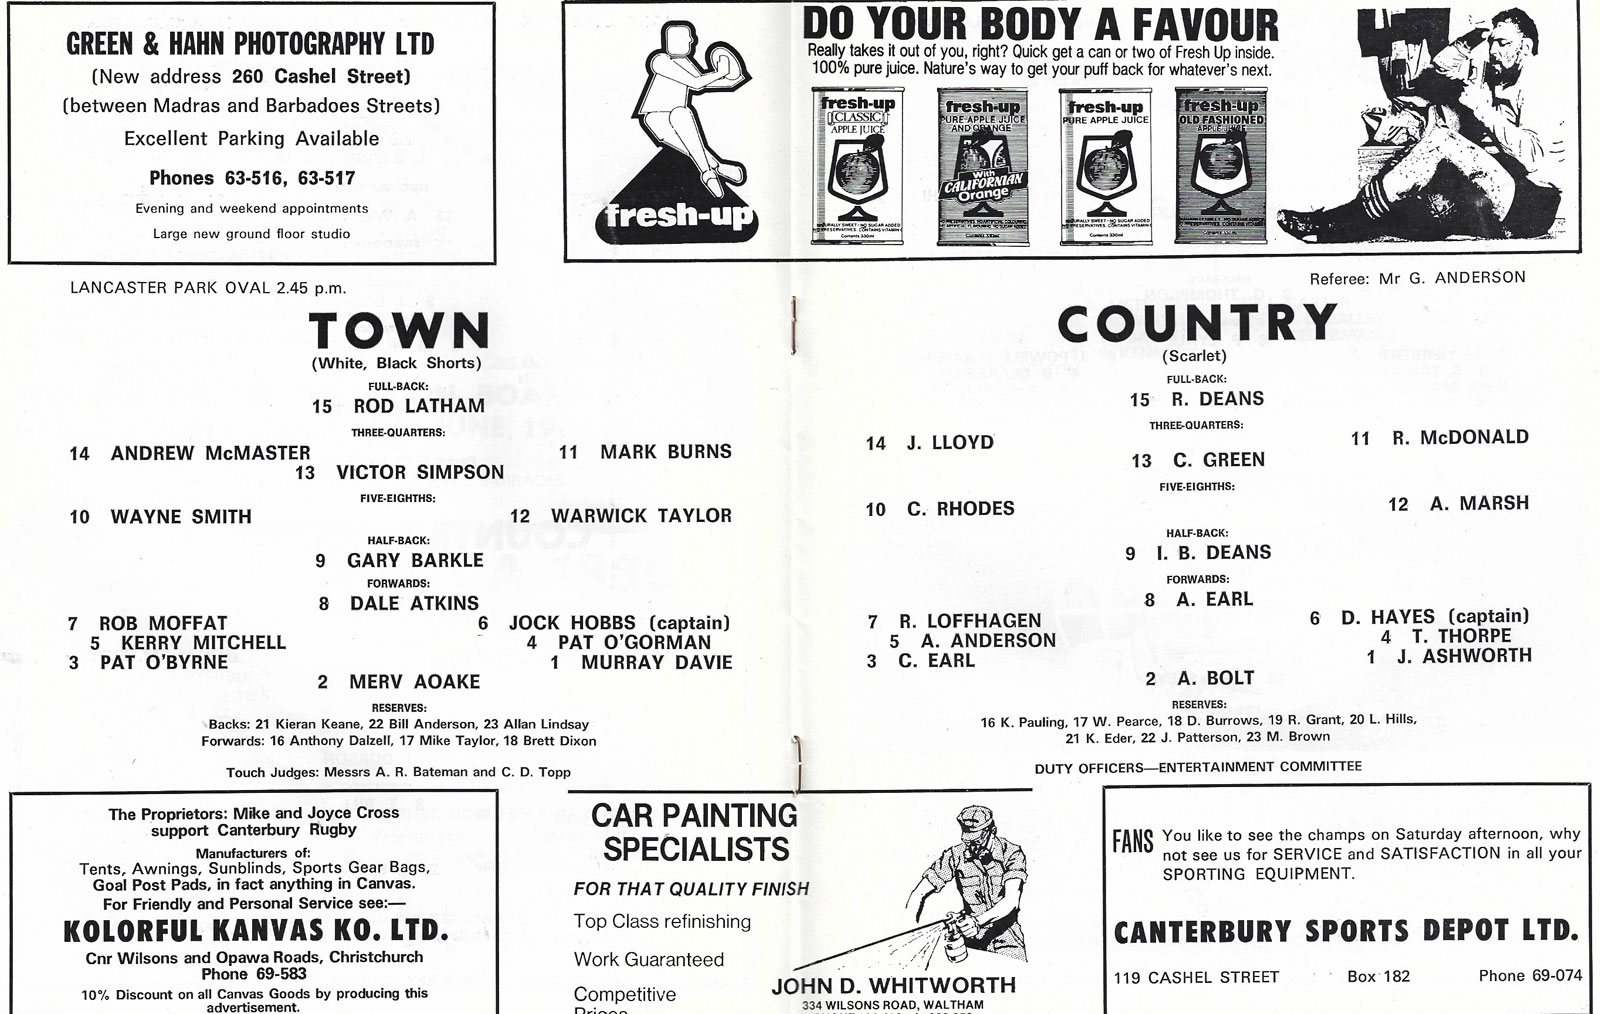 GREEN & HAHN PHOTOGRAPHY LTD
(New address 260 Cashel Street)
(between Madras and Barbadoes Streets)
Excellent Parking Available
Phones 63-516, 63-517
Evening and weekend appointments
Large new ground floor studio
fresh-up
DO YOUR BODY A FAVOUR
Really takes it out of you, right? Quick get a can or two of Fresh Up inside.
100% pure juice. Nature's way to get your puff back for whatever's next.
fresh-up
CLASSIC
APPLE JUICE
Contents 330ml
fresh-up
PURE APPLE JUICE
AND ORANGE
With
CALIFORNIAN
Orange
Contents 330ml
fresh-up
PURE APPLE JUICE
Contents 330ml
fresh-up
OLD FASHIONED
APPLE JUICE
Contents 330ml
LANCASTER PARK OVAL 2.45 p.m.
TOWN
(White, Black Shorts)
FULL-BACK:
15 ROD LATHAM
THREE-QUARTERS:
14 ANDREW McMASTER
11 MARK BURNS
13 VICTOR SIMPSON
FIVE-EIGHTHS:
10 WAYNE SMITH
12 WARWICK TAYLOR
HALF-BACK:
9 GARY BARKLE
FORWARDS:
8 DALE ATKINS
7 ROB MOFFAT
6 JOCK HOBBS (captain)
5 KERRY MITCHELL
4 PAT O'GORMAN
3 PAT O'BYRNE
1 MURRAY DAVIE
2 MERV AOAKE
RESERVES:
Backs: 21 Kieran Keane, 22 Bill Anderson, 23 Allan Lindsay
Forwards: 16 Anthony Dalzell, 17 Mike Taylor, 18 Brett Dixon
Touch Judges: Messrs A. R. Bateman and C. D. Topp
Referee: Mr G. ANDERSON
COUNTRY
(Scarlet)
FULL-BACK:
15 R. DEANS
THREE-QUARTERS:
14 J. LLOYD
11 R. McDONALD
13 C. GREEN
FIVE-EIGHTHS:
10 C. RHODES
12 A. MARSH
HALF-BACK:
9 I. B. DEANS
FORWARDS:
8 A. EARL
7 R. LOFFHAGEN
6 D. HAYES (captain)
5 A. ANDERSON
4 T. THORPE
3 C. EARL
1 J. ASHWORTH
2 A. BOLT
RESERVES:
16 K. Pauling, 17 W. Pearce, 18 D. Burrows, 19 R. Grant, 20 L. Hills,
21 K. Eder, 22 J. Patterson, 23 M. Brown
DUTY OFFICERS—ENTERTAINMENT COMMITTEE
The Proprietors: Mike and Joyce Cross
support Canterbury Rugby
Manufacturers of:
Tents, Awnings, Sunblinds, Sports Gear Bags,
Goal Post Pads, in fact anything in Canvas.
For Friendly and Personal Service see:—
KOLORFUL KANVAS KO. LTD.
Cnr Wilsons and Opawa Roads, Christchurch
Phone 69-583
10% Discount on all Canvas Goods by producing this
advertisement.
CAR PAINTING
SPECIALISTS
FOR THAT QUALITY FINISH
Top Class refinishing
Work Guaranteed
Competitive
Prices
JOHN D. WHITWORTH
334 WILSONS ROAD, WALTHAM
FANS You like to see the champs on Saturday afternoon, why
not see us for SERVICE and SATISFACTION in all your
SPORTING EQUIPMENT.
CANTERBURY SPORTS DEPOT LTD.
119 CASHEL STREET Box 182 Phone 69-074